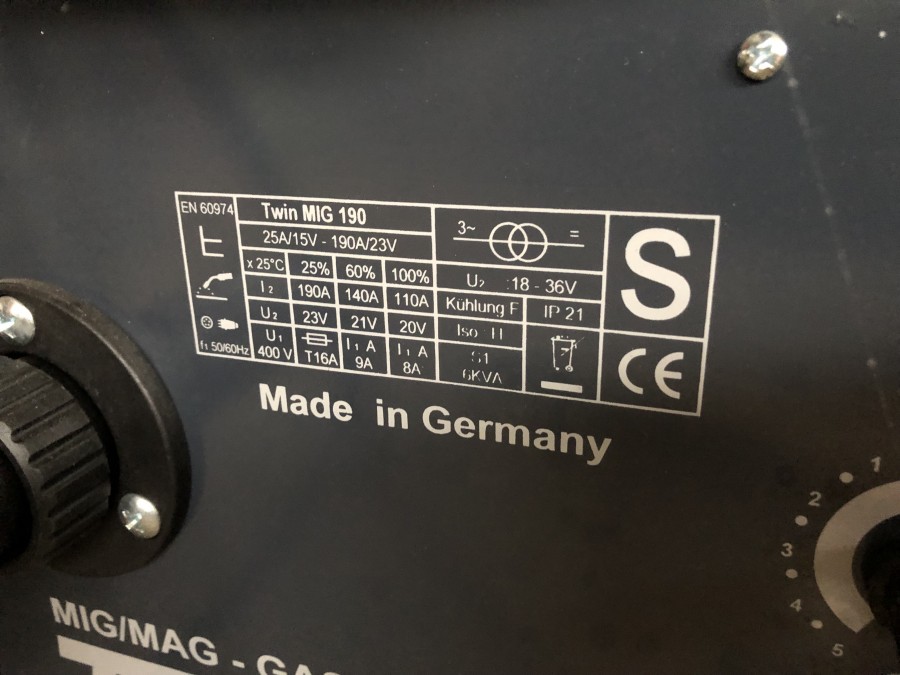 EN 60974
Twin MIG 190
25A/15V - 190A/23V
x 25°C 25% 60% 100%
I₂ 190A 140A 110A
U₂ 23V 21V 20V
U₁ 400 V T16A I₁ A 9A I₁ A 8A
f₁ 50/60Hz
3~ =
U₂ :18 - 36V
Kühlung F IP 21
Iso H
S1
6KVA
S
CE
Made in Germany
MIG/MAG -
1
2
3
4
5